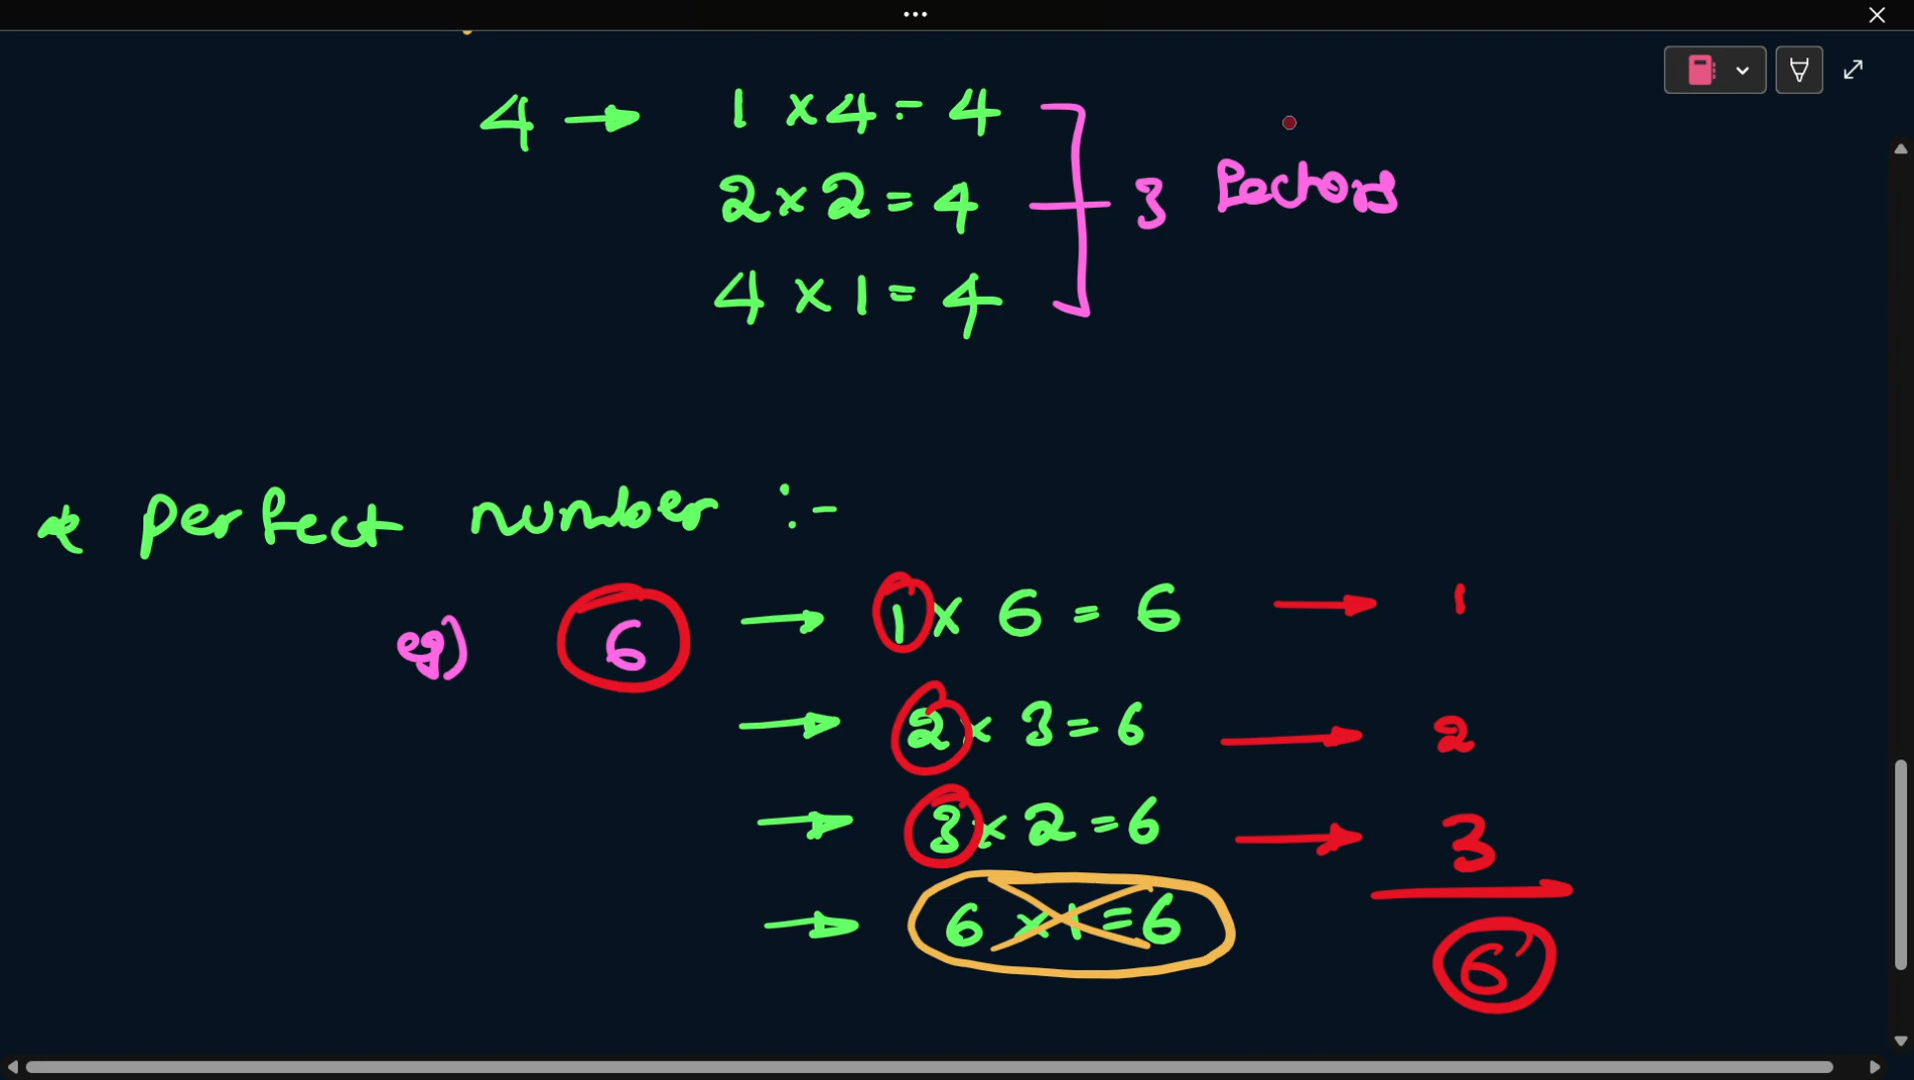 4 → 1 × 4 = 4
2 × 2 = 4
3 Factors
4 × 1 = 4
* perfect number :-
eg) 6 → 1 × 6 = 6 → 1
→ 2 × 3 = 6 → 2
→ 3 × 2 = 6 → 3
→ 6 × 1 = 6
6